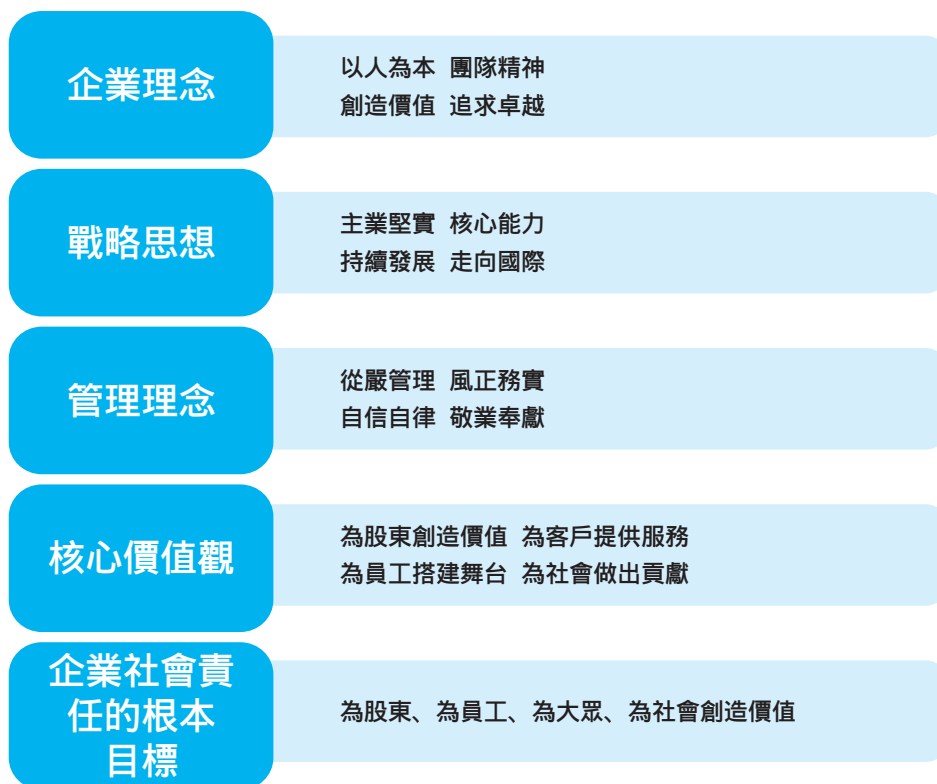 企業理念
以人為本 團隊精神
創造價值 追求卓越
戰略思想
主業堅實 核心能力
持續發展 走向國際
管理理念
從嚴管理 風正務實
自信自律 敬業奉獻
核心價值觀
為股東創造價值 為客戶提供服務
為員工搭建舞台 為社會做出貢獻
企業社會責
任的根本
目標
為股東、為員工、為大眾、為社會創造價值